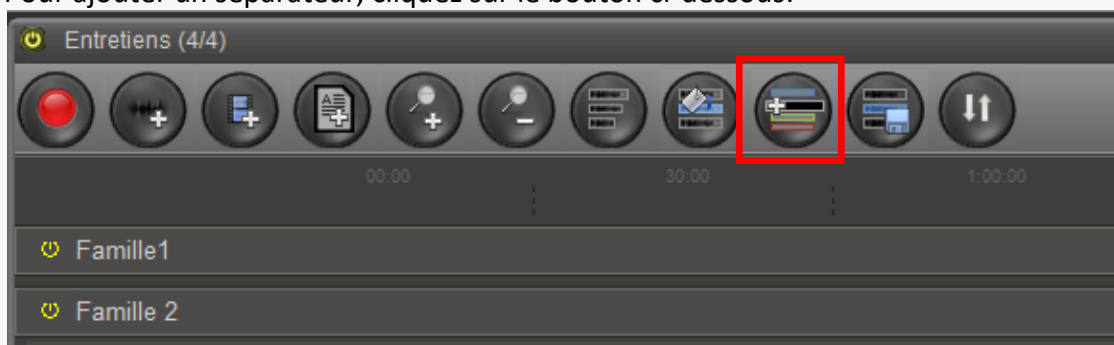 Pour ajouter un séparateur, cliquez sur le bouton ci-dessous:
Entretiens (4/4)
00:00 30:00 1:00:00
Famille1
Famille 2